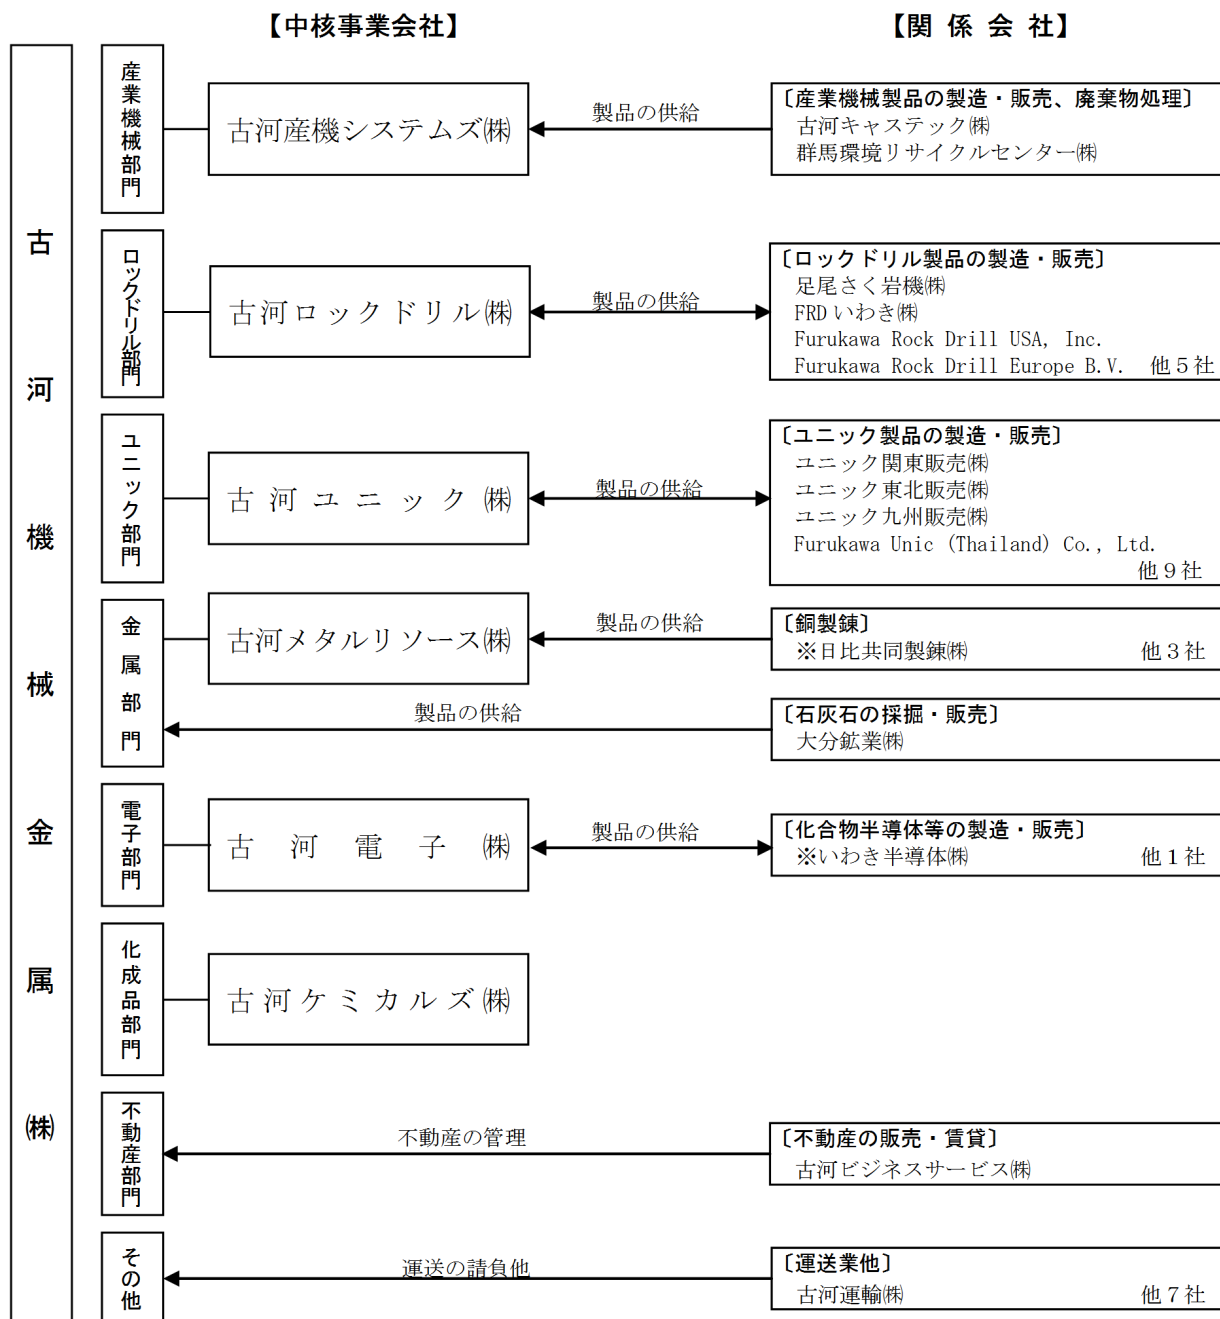 【中核事業会社】
【関 係 会 社】
古河機械金属㈱
産業機械部門
古河産機システムズ㈱
製品の供給
〔産業機械製品の製造・販売、廃棄物処理〕
古河キャステック㈱
群馬環境リサイクルセンター㈱
ロックドリル部門
古河ロックドリル㈱
製品の供給
〔ロックドリル製品の製造・販売〕
足尾さく岩機㈱
FRDいわき㈱
Furukawa Rock Drill USA, Inc.
Furukawa Rock Drill Europe B.V. 他５社
ユニック部門
古河ユニック㈱
製品の供給
〔ユニック製品の製造・販売〕
ユニック関東販売㈱
ユニック東北販売㈱
ユニック九州販売㈱
Furukawa Unic (Thailand) Co., Ltd.
他９社
金属部門
古河メタルリソース㈱
製品の供給
〔銅製錬〕
※日比共同製錬㈱ 他３社
製品の供給
〔石灰石の採掘・販売〕
大分鉱業㈱
電子部門
古河電子㈱
製品の供給
〔化合物半導体等の製造・販売〕
※いわき半導体㈱ 他１社
化成品部門
古河ケミカルズ㈱
不動産部門
不動産の管理
〔不動産の販売・賃貸〕
古河ビジネスサービス㈱
その他
運送の請負他
〔運送業他〕
古河運輸㈱ 他７社